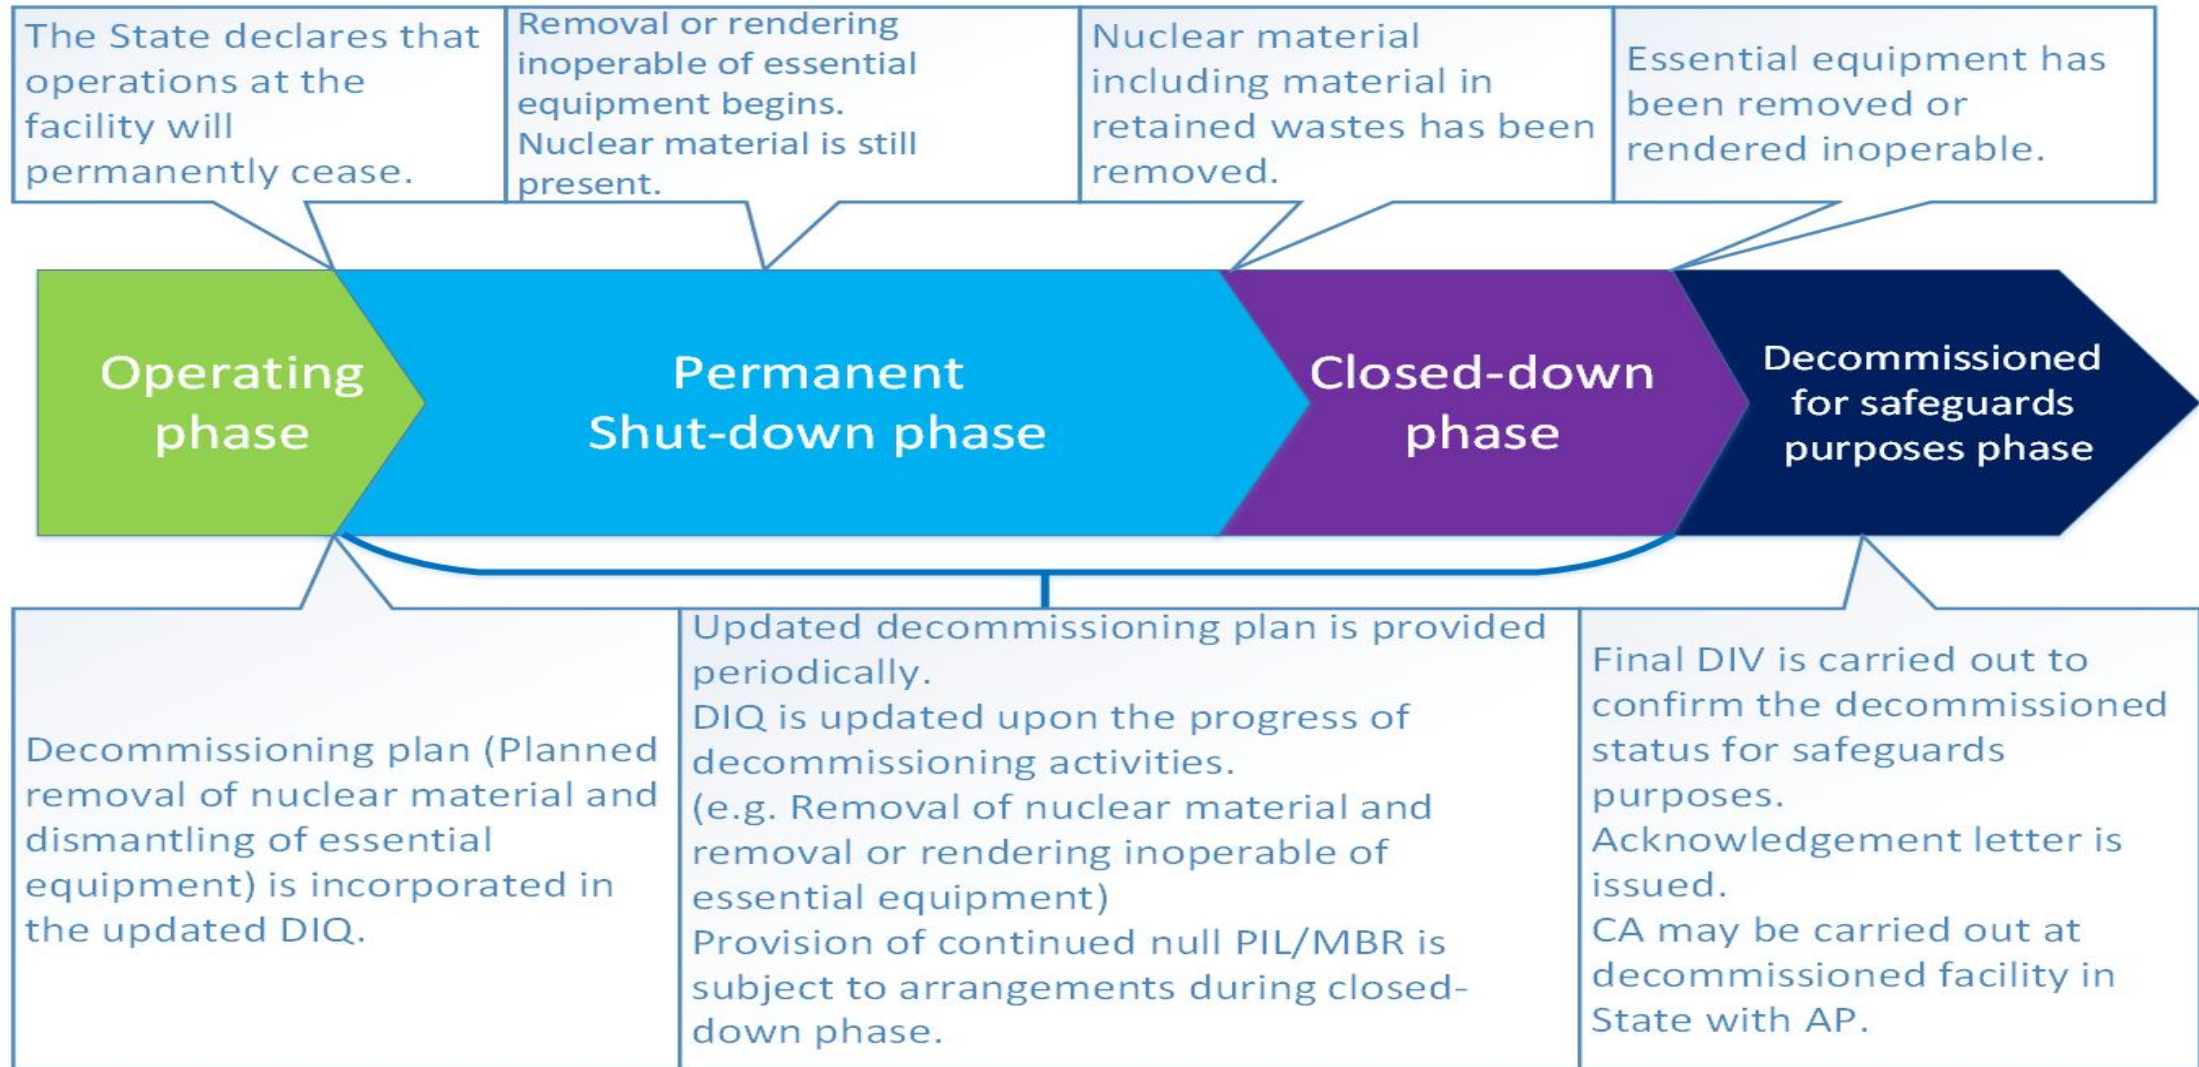 The State declares that
operations at the
facility will
permanently cease.
Removal or rendering
inoperable of essential
equipment begins.
Nuclear material is still
present.
Nuclear material
including material in
retained wastes has been
removed.
Essential equipment has
been removed or
rendered inoperable.
Operating
phase
Permanent
Shut-down phase
Closed-down
phase
Decommissioned
for safeguards
purposes phase
Decommissioning plan (Planned
removal of nuclear material and
dismantling of essential
equipment) is incorporated in
the updated DIQ.
Updated decommissioning plan is provided
periodically.
DIQ is updated upon the progress of
decommissioning activities.
(e.g. Removal of nuclear material and
removal or rendering inoperable of
essential equipment)
Provision of continued null PIL/MBR is
subject to arrangements during closed-
down phase.
Final DIV is carried out to
confirm the decommissioned
status for safeguards
purposes.
Acknowledgement letter is
issued.
CA may be carried out at
decommissioned facility in
State with AP.